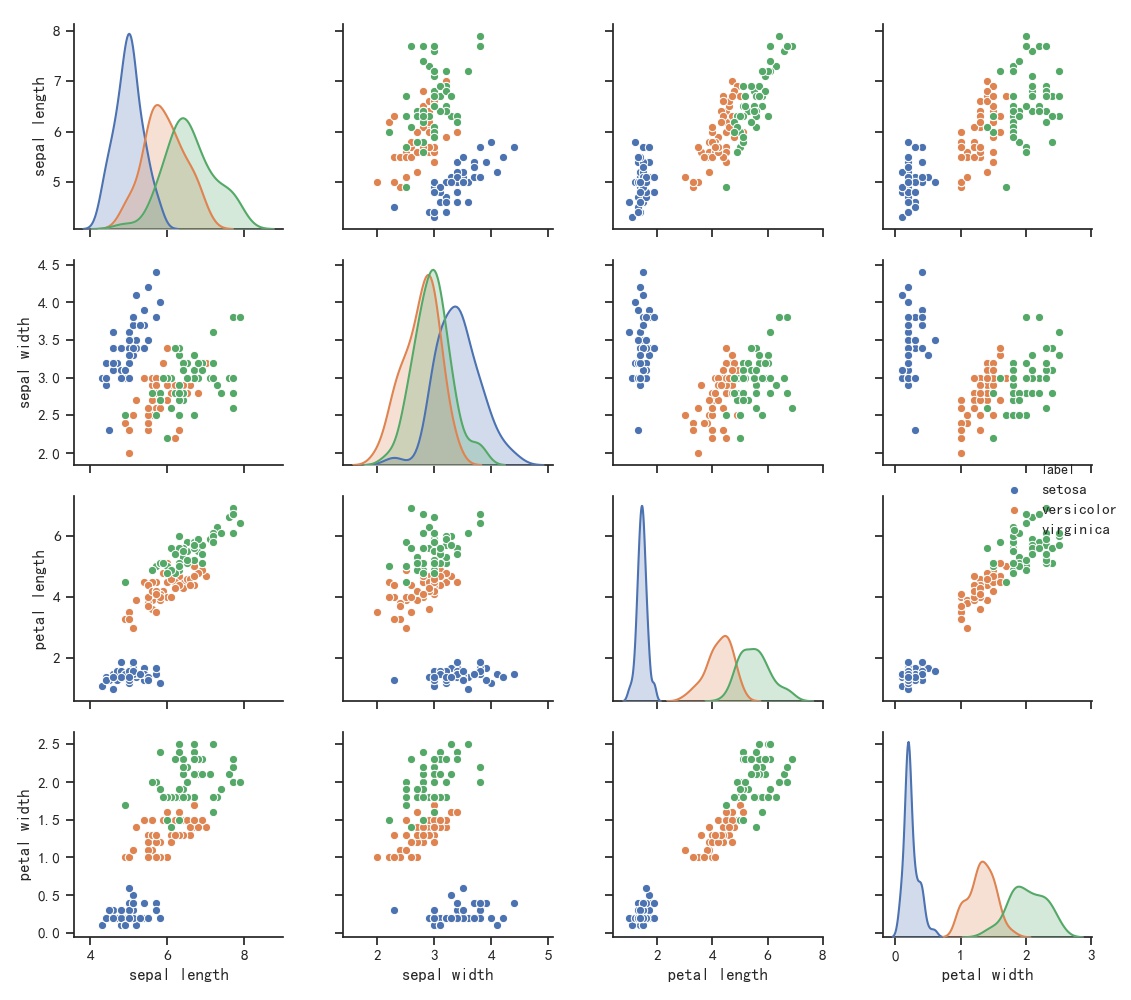 8
7
6
5
sepal length
4.5
4.0
3.5
3.0
2.5
2.0
sepal width
label
setosa
versicolor
virginica
6
4
2
petal length
2.5
2.0
1.5
1.0
0.5
0.0
petal width
4 6 8
sepal length
2 3 4 5
sepal width
2 4 6 8
petal length
0 1 2 3
petal width